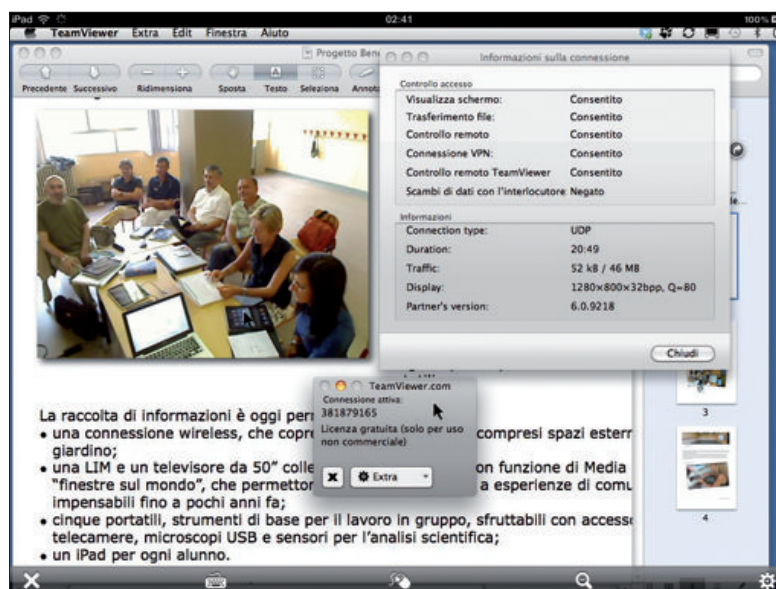 iPad 02:41 100%
TeamViewer Extra Edit Finestra Aiuto
Progetto Bene
Informazioni sulla connessione
Precedente Successivo Ridimensiona Sposta Testo Seleziona Annota
Controllo accesso
Visualizza schermo: Consentito
Trasferimento file: Consentito
Controllo remoto Consentito
Connessione VPN: Consentito
Controllo remoto TeamViewer Consentito
Scambi di dati con l'interlocutore Negato
Informazioni
Connection type: UDP
Duration: 20:49
Traffic: 52 kB / 46 MB
Display: 1280x800x32bpp, Q=80
Partner's version: 6.0.9218
Chiudi
TeamViewer.com
Connessione attiva:
381879165
Licenza gratuita (solo per uso
non commerciale)
Extra
La raccolta di informazioni è oggi per
• una connessione wireless, che copre compresi spazi estern
giardino;
• una LIM e un televisore da 50” colle on funzione di Media
“finestre sul mondo”, che permettor a esperienze di comu
impensabili fino a pochi anni fa;
• cinque portatili, strumenti di base per il lavoro in gruppo, sfruttabili con access
telecamere, microscopi USB e sensori per l’analisi scientifica;
• un iPad per ogni alunno.
3
4